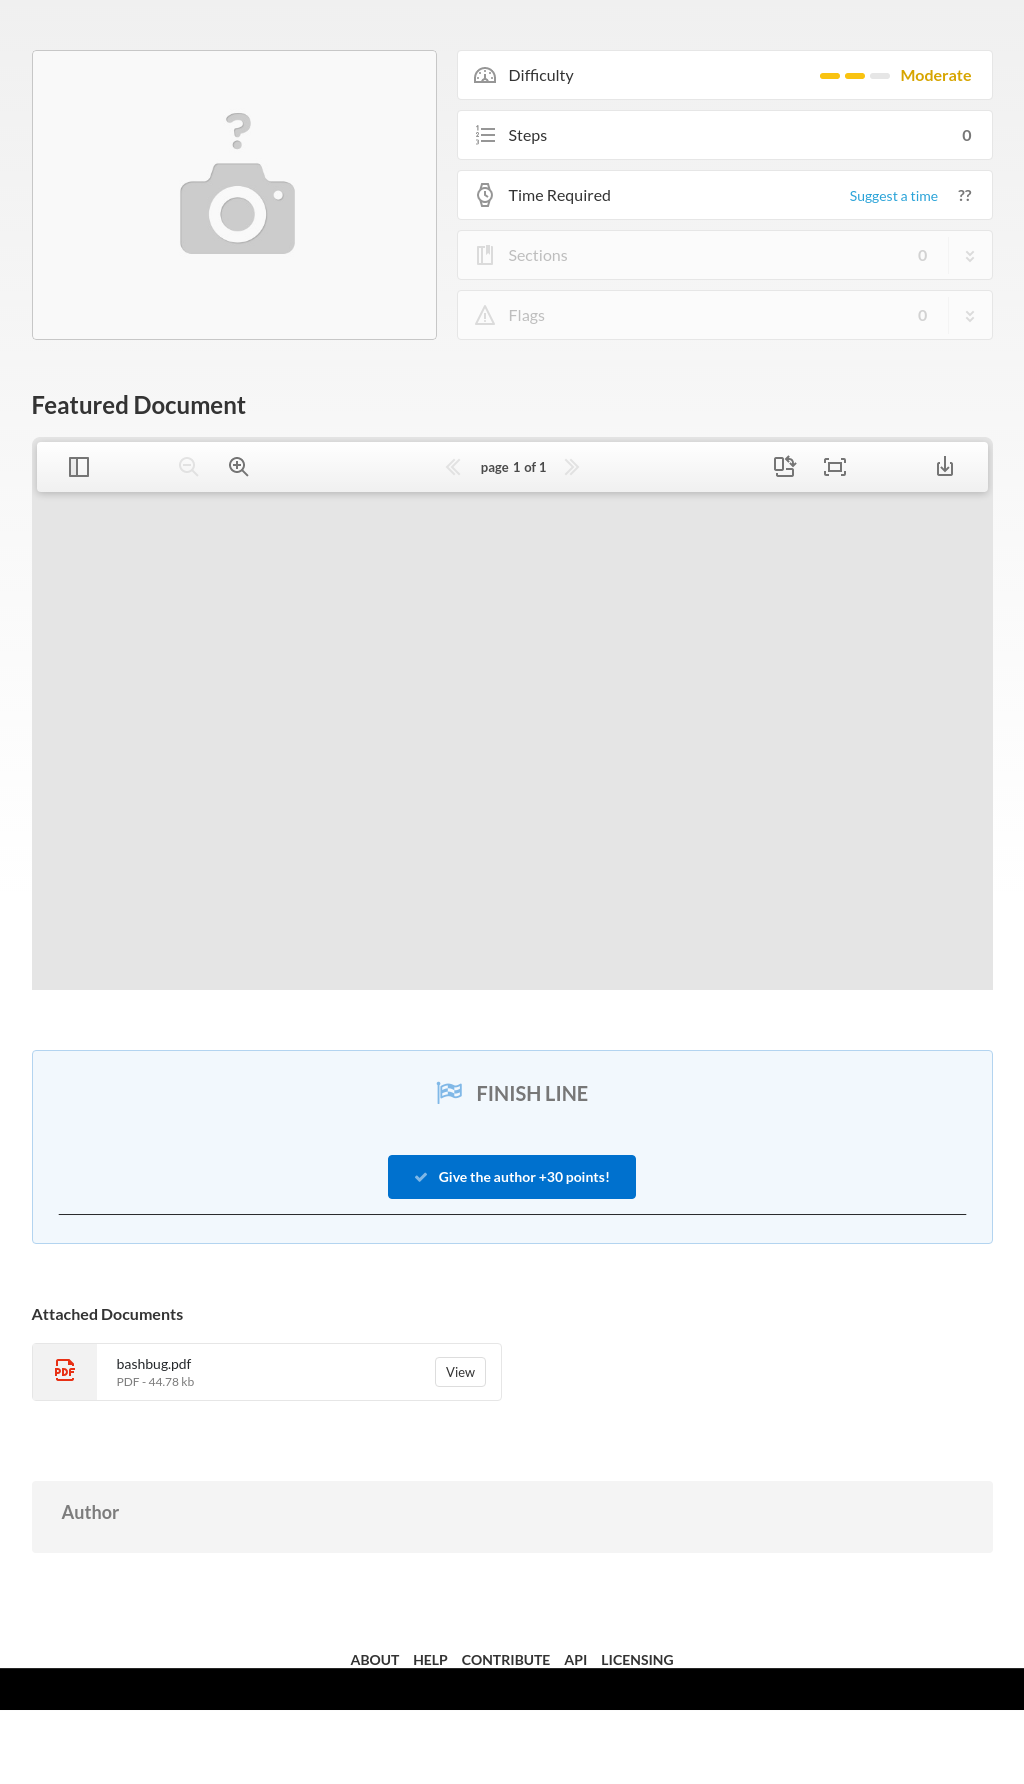 Difficulty Moderate
Steps 0
Time Required Suggest a time ??
Sections 0
Flags 0
Featured Document
page 1 of 1
FINISH LINE
Give the author +30 points!
Attached Documents
PDF
bashbug.pdf
PDF - 44.78 kb
View
Author
ABOUT HELP CONTRIBUTE API LICENSING